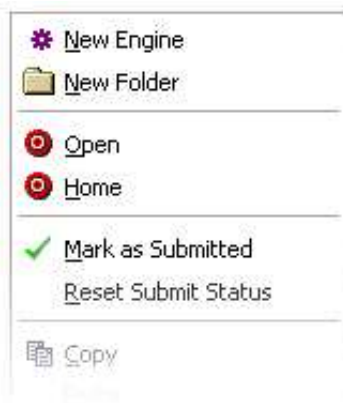 New Engine
New Folder
Open
Home
Mark as Submitted
Reset Submit Status
Copy